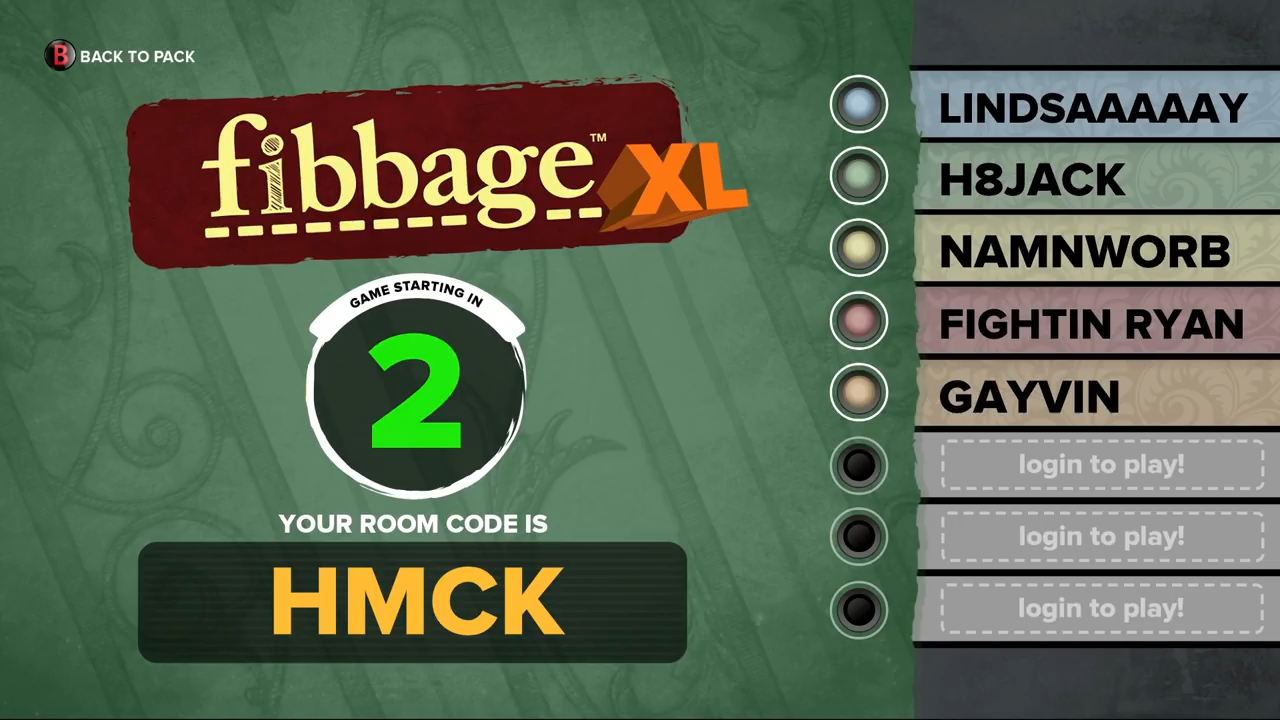 B BACK TO PACK
fibbage™ XL
GAME STARTING IN
2
YOUR ROOM CODE IS
HMCK
LINDSAAAAAY
H8JACK
NAMNWORB
FIGHTIN RYAN
GAYVIN
login to play!
login to play!
login to play!